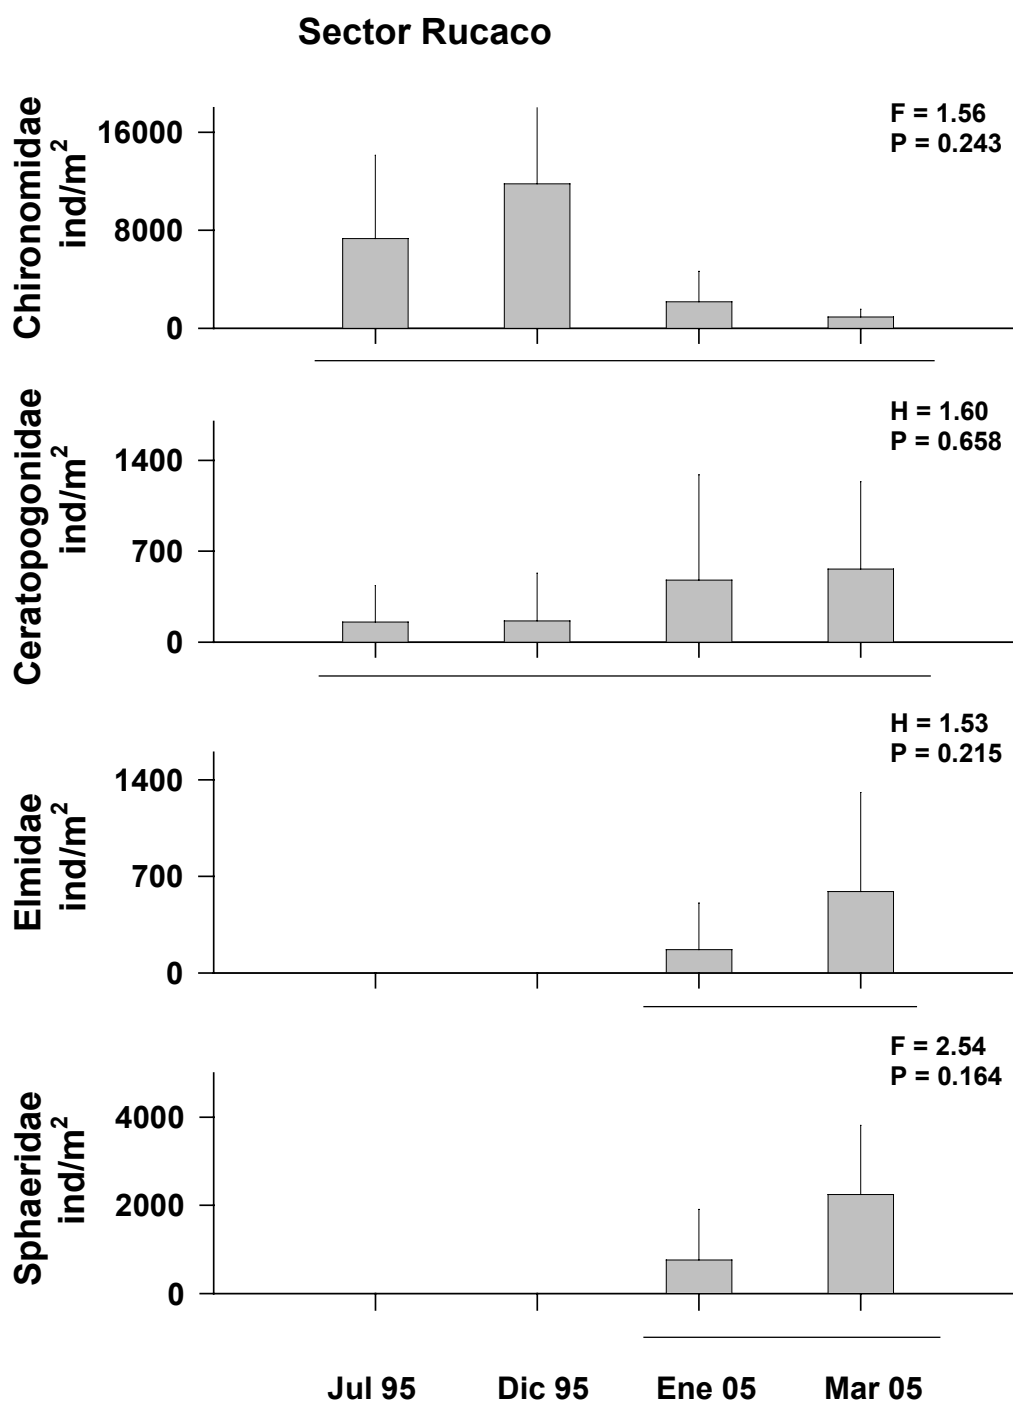 Sector Rucaco
Chironomidae
ind/m²
16000
8000
0
F = 1.56
P = 0.243
Ceratopogonidae
ind/m²
1400
700
0
H = 1.60
P = 0.658
Elmidae
ind/m²
1400
700
0
H = 1.53
P = 0.215
Sphaeridae
ind/m²
4000
2000
0
F = 2.54
P = 0.164
Jul 95 Dic 95 Ene 05 Mar 05